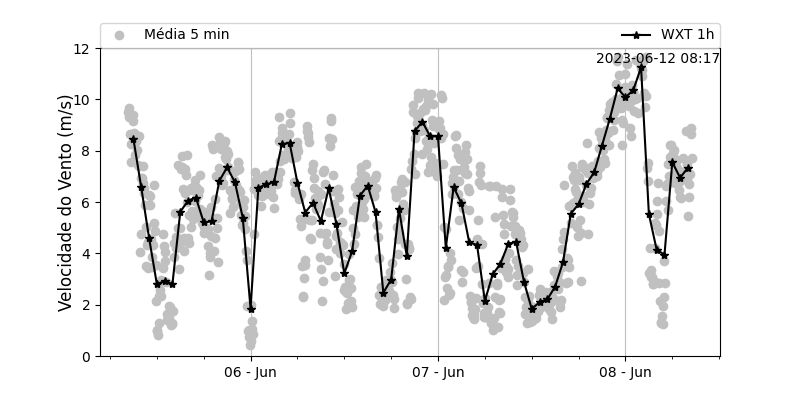 Média 5 min
WXT 1h
2023-06-12 08:17
12
10
8
6
4
2
0
Velocidade do Vento (m/s)
06 - Jun
07 - Jun
08 - Jun